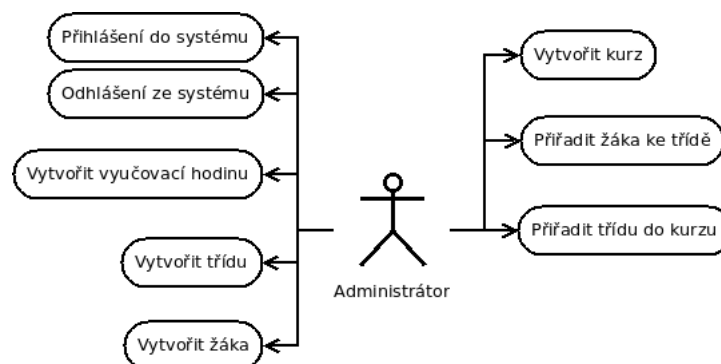 Přihlášení do systému
Odhlášení ze systému
Vytvořit vyučovací hodinu
Vytvořit třídu
Vytvořit žáka
Administrátor
Vytvořit kurz
Přiřadit žáka ke třídě
Přiřadit třídu do kurzu